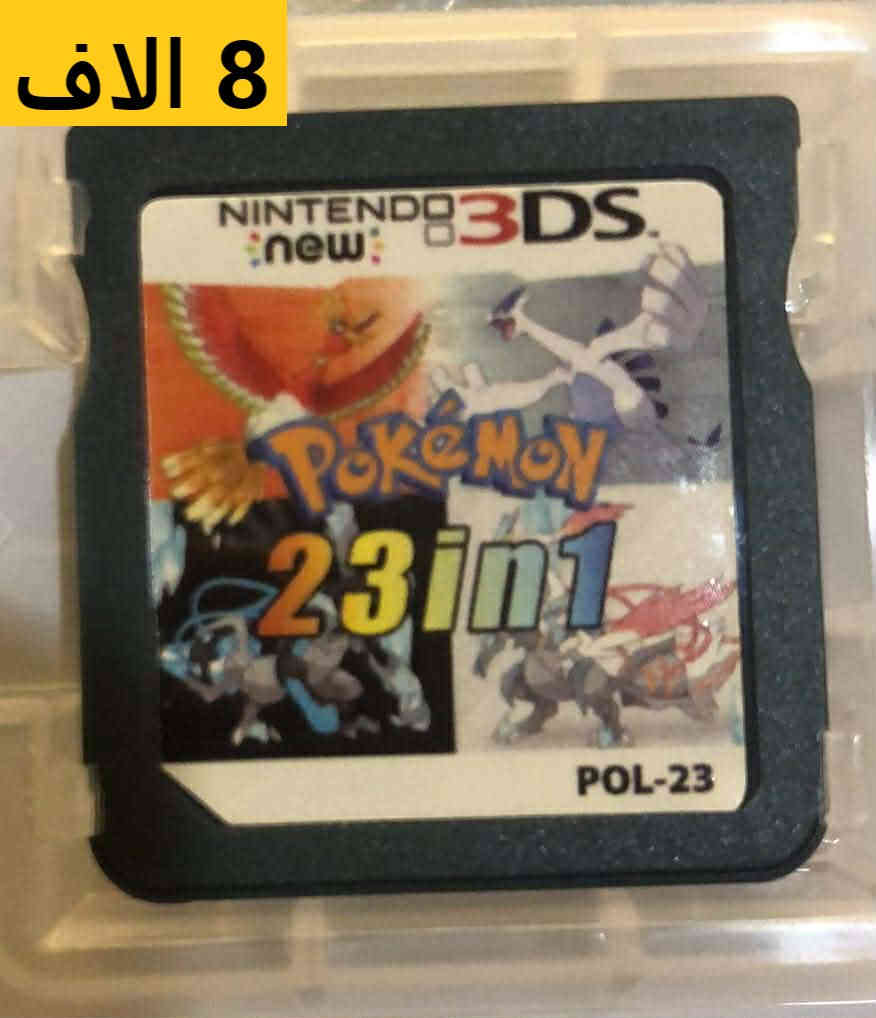 8 الاف
NINTENDO 3DS
new
POKéMON
23in1
POL-23